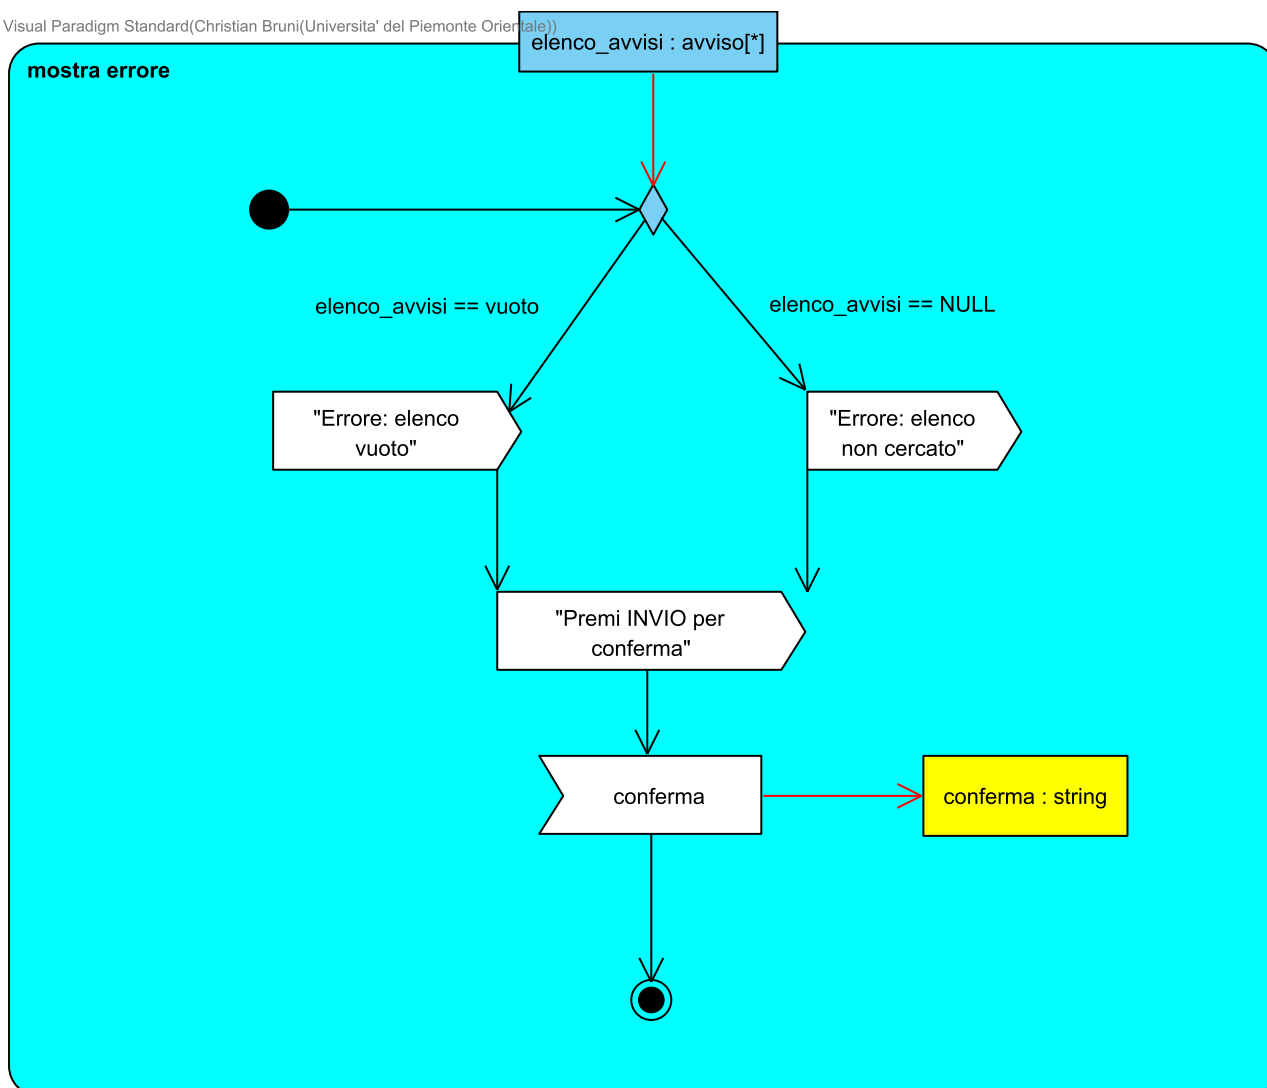 Visual Paradigm Standard(Christian Bruni(Universita' del Piemonte Orientale))
elenco_avvisi : avviso[*]
mostra errore
elenco_avvisi == vuoto
elenco_avvisi == NULL
"Errore: elenco
vuoto"
"Errore: elenco
non cercato"
"Premi INVIO per
conferma"
conferma
conferma : string